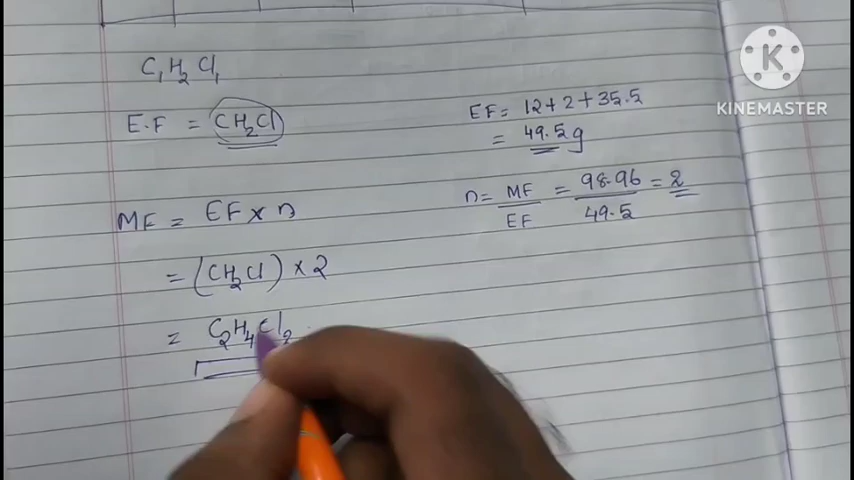 C₁H₂Cl₁
E.F = CH₂Cl
MF = EF × n
= (CH₂Cl) × 2
= C₂H₄Cl₂
EF = 12+2+35.5
= 49.5g
n = MF/EF = 98.96/49.5 = 2
K
KINEMASTER